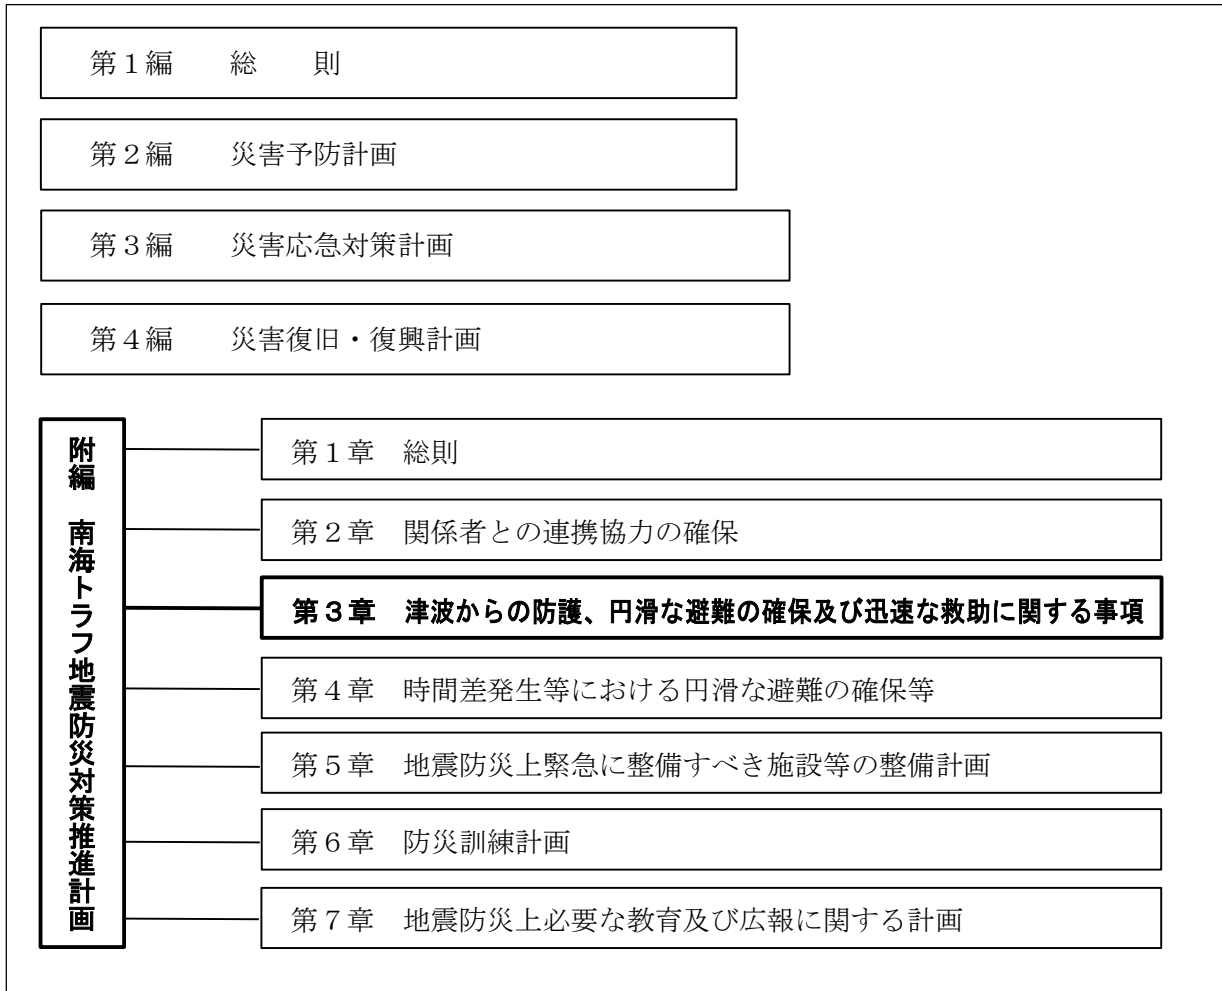 第１編　　総　　則
第２編　　災害予防計画
第３編　　災害応急対策計画
第４編　　災害復旧・復興計画
附編　南海トラフ地震防災対策推進計画
第１章　総則
第２章　関係者との連携協力の確保
第３章　津波からの防護、円滑な避難の確保及び迅速な救助に関する事項
第４章　時間差発生等における円滑な避難の確保等
第５章　地震防災上緊急に整備すべき施設等の整備計画
第６章　防災訓練計画
第７章　地震防災上必要な教育及び広報に関する計画